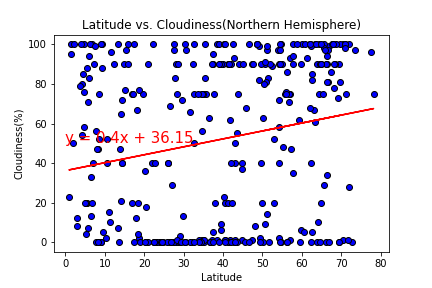 Latitude vs. Cloudiness(Northern Hemisphere)
100
80
60
40
20
0
Cloudiness(%)
y = 0.4x + 36.15
0 10 20 30 40 50 60 70 80
Latitude